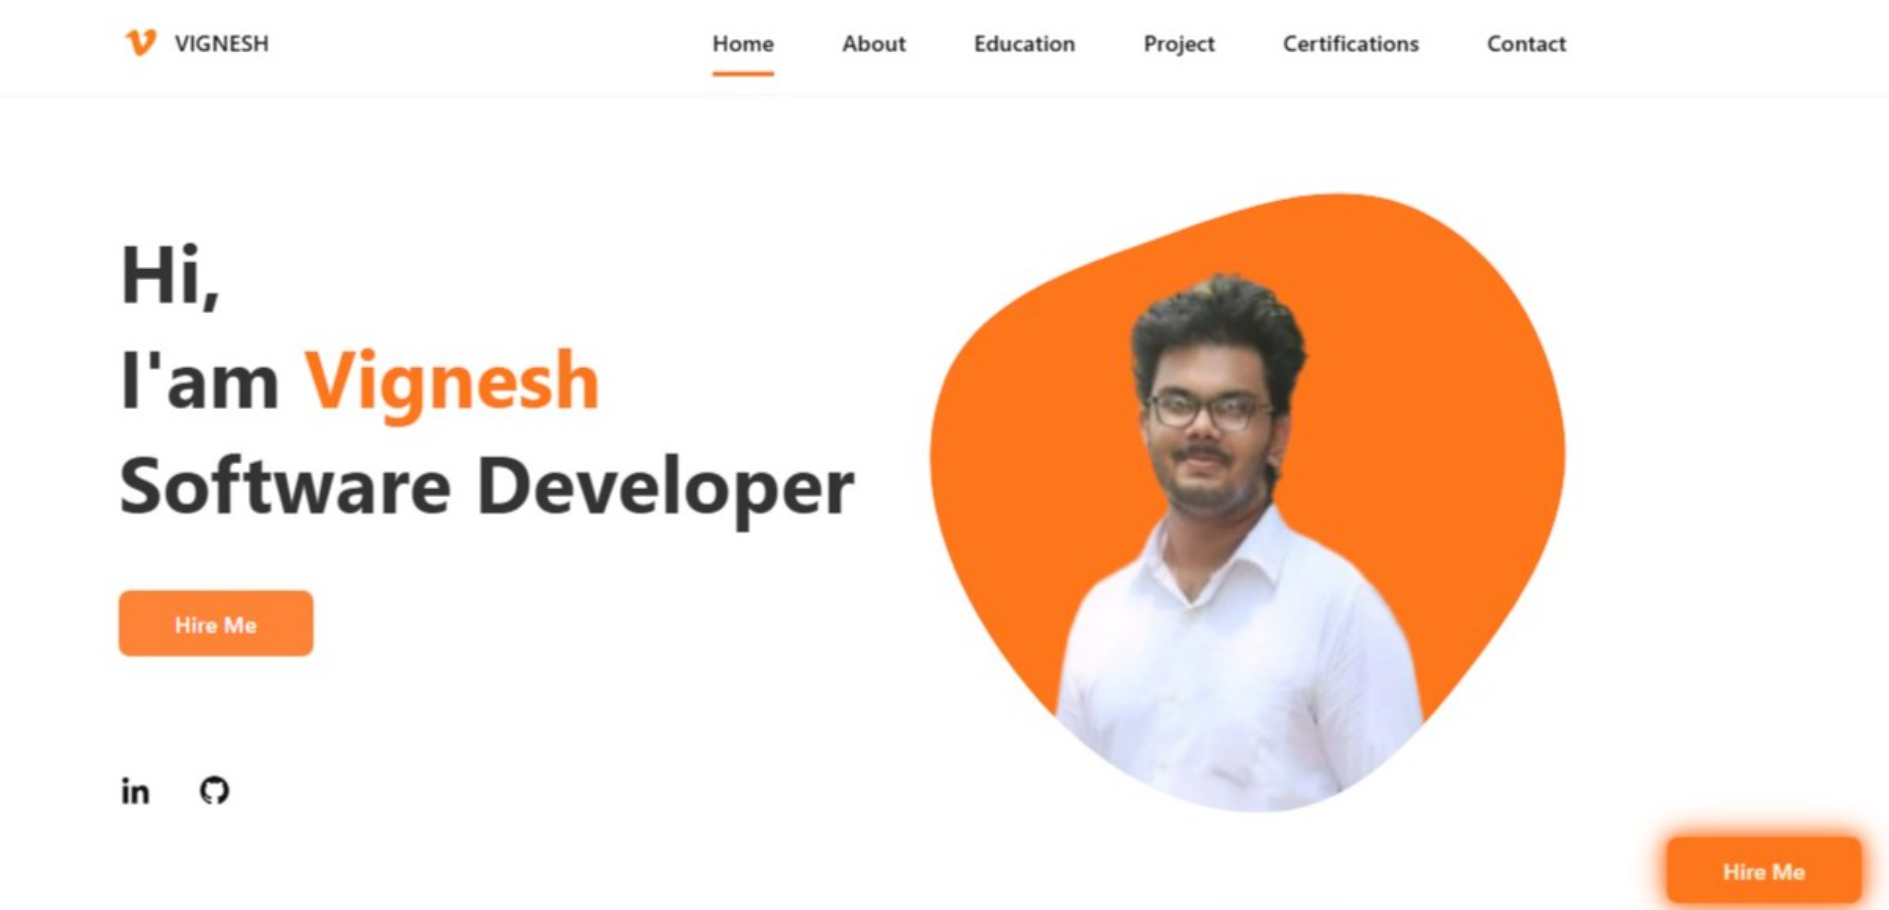 VIGNESH
Home About Education Project Certifications Contact
Hi,
I'am Vignesh
Software Developer
Hire Me
in
Hire Me